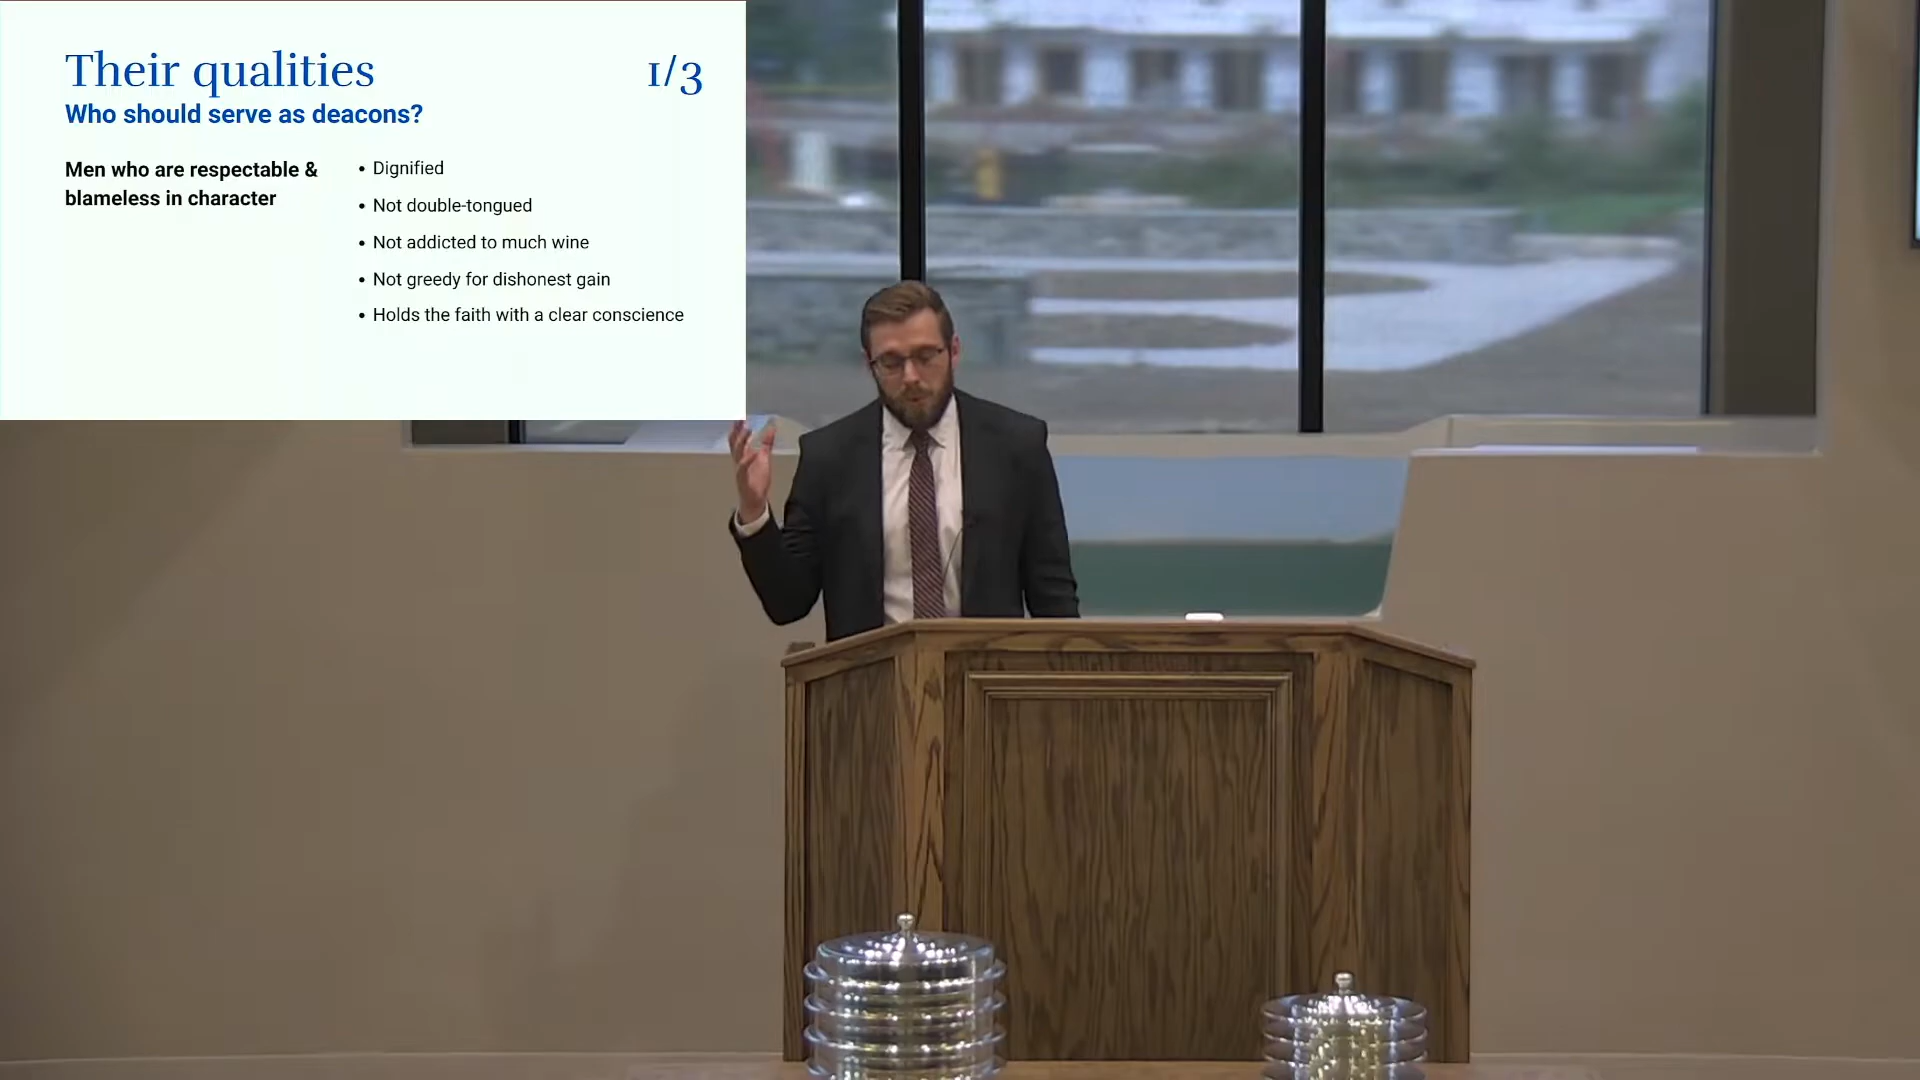 Their qualities
1/3
Who should serve as deacons?
Men who are respectable &
blameless in character
• Dignified
• Not double-tongued
• Not addicted to much wine
• Not greedy for dishonest gain
• Holds the faith with a clear conscience